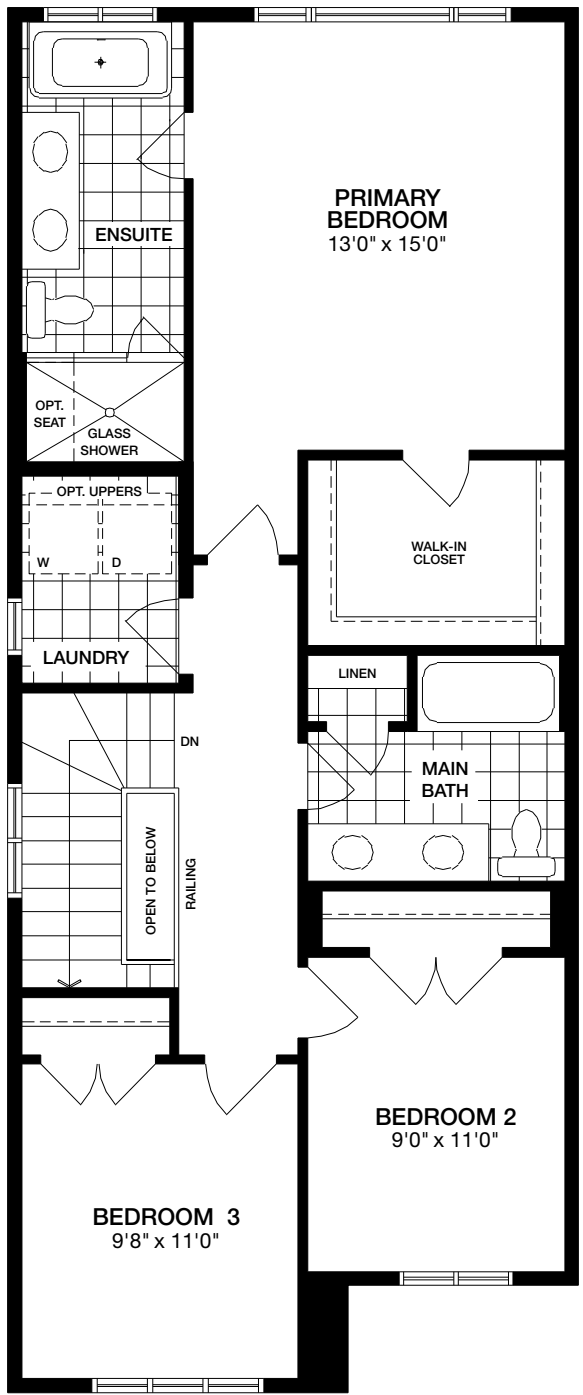 PRIMARY
BEDROOM
13'0" x 15'0"
ENSUITE
OPT.
SEAT
GLASS
SHOWER
OPT. UPPERS
W
D
LAUNDRY
WALK-IN
CLOSET
LINEN
DN
MAIN
BATH
OPEN TO BELOW
RAILING
BEDROOM 2
9'0" x 11'0"
BEDROOM 3
9'8" x 11'0"